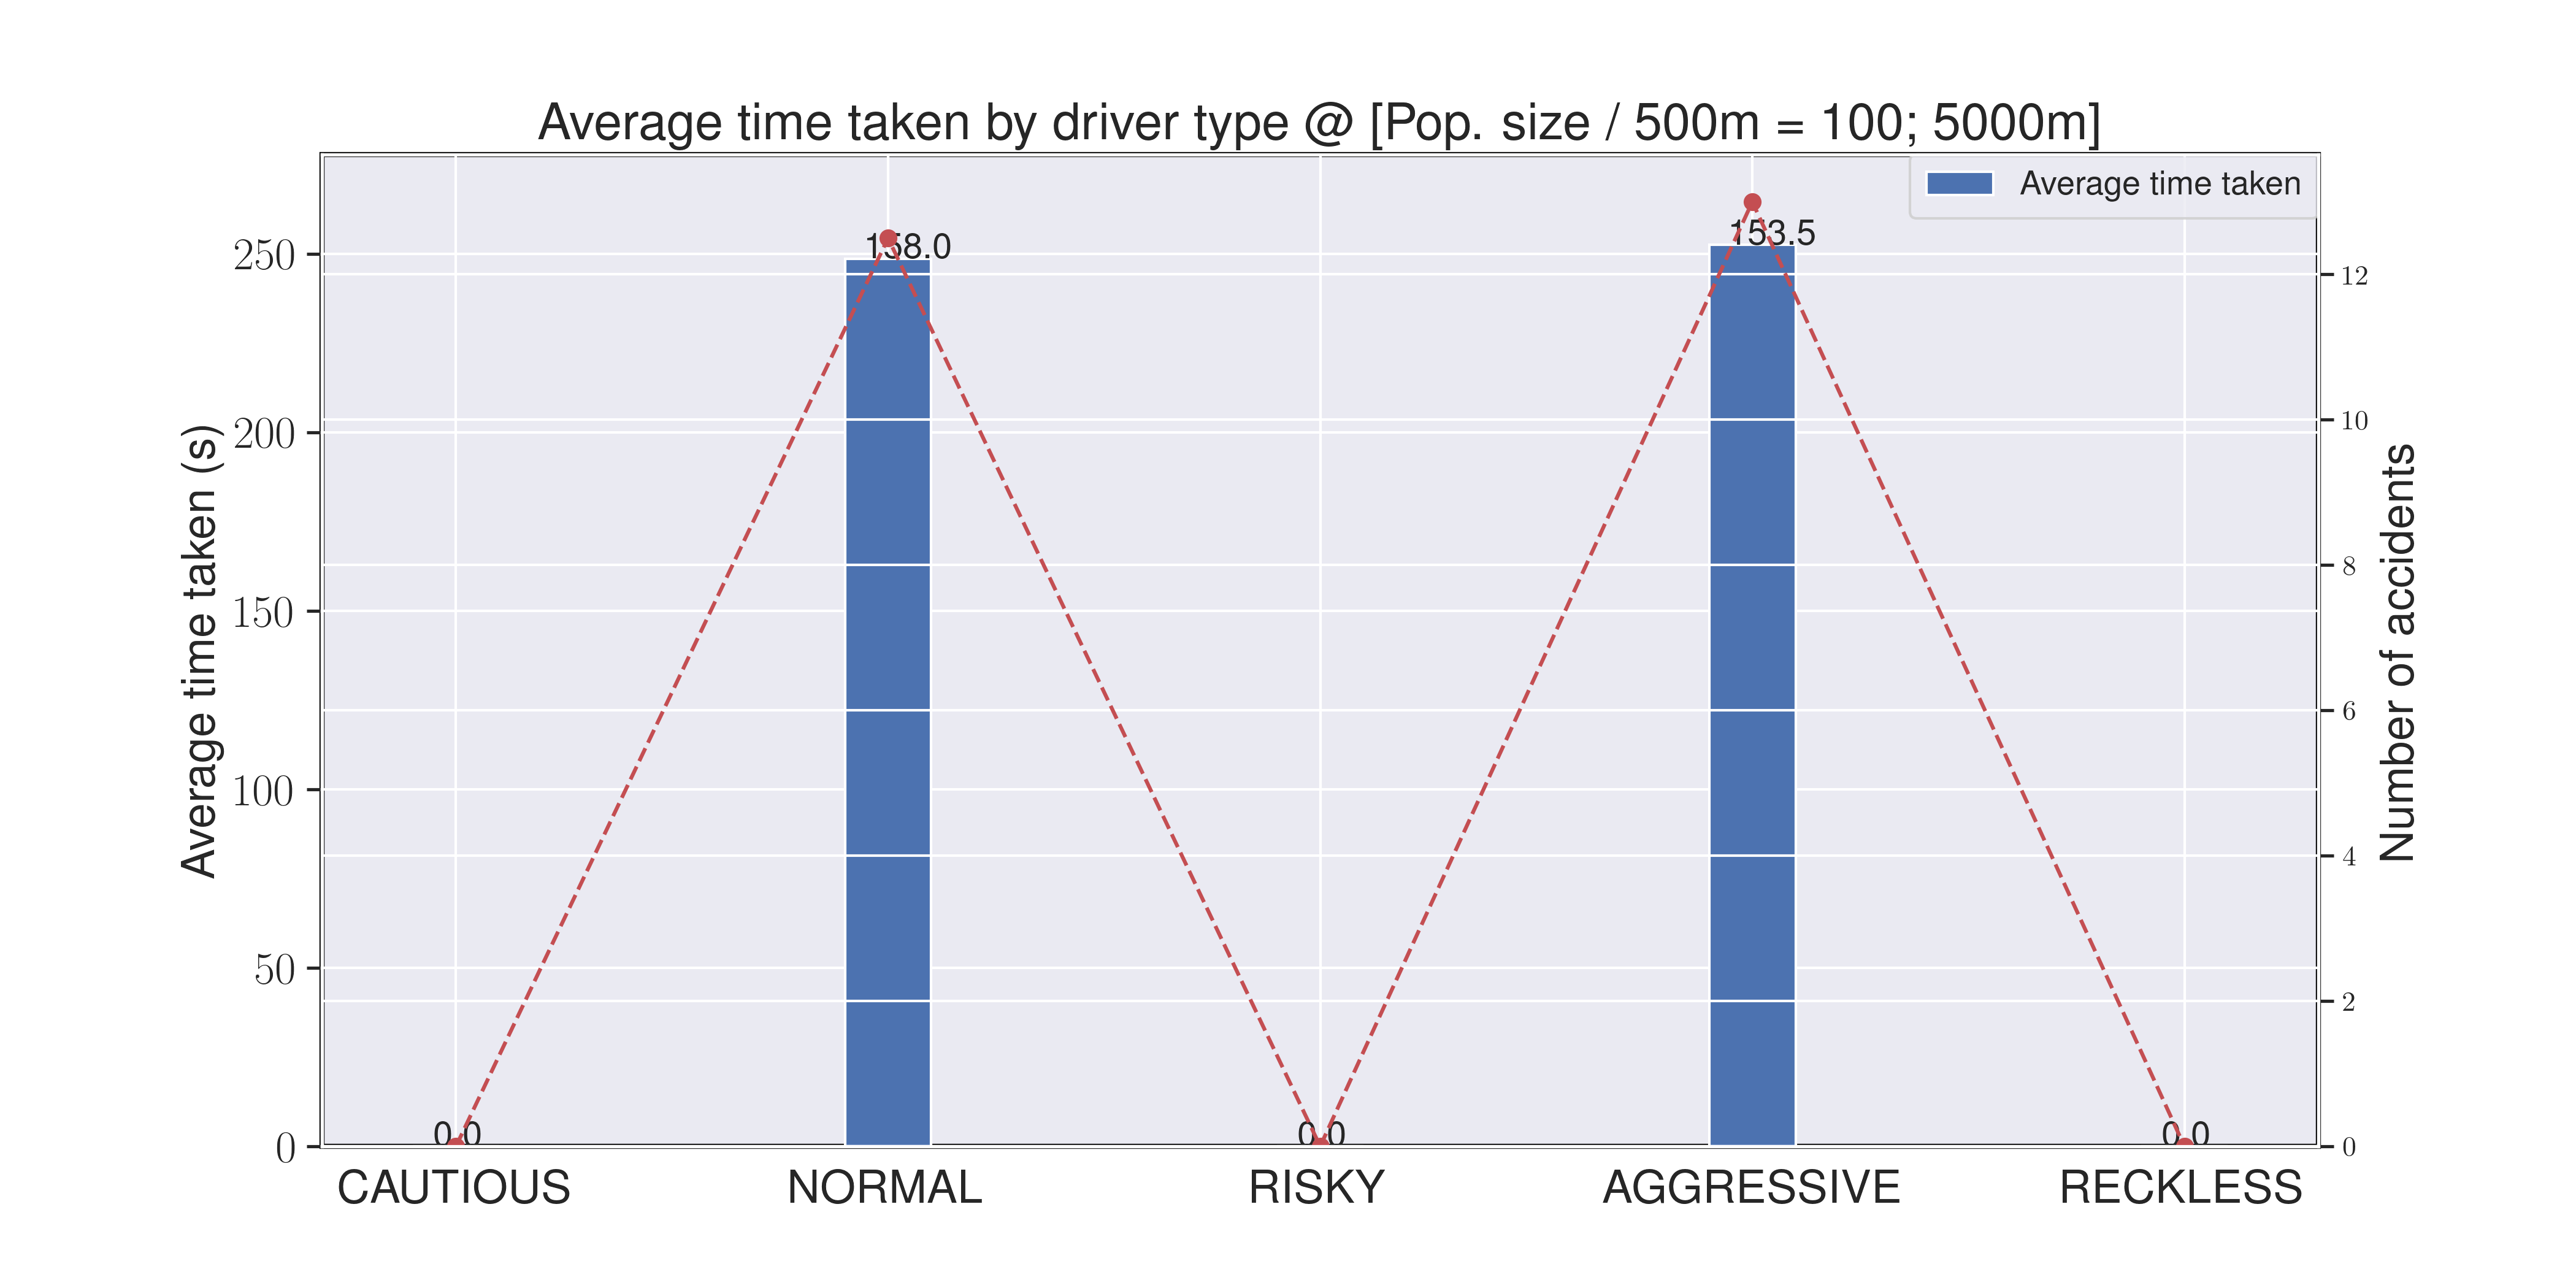 Average time taken by driver type @ [Pop. size / 500m = 100; 5000m]
Average time taken
Average time taken (s)
250
200
150
100
50
0
158.0
153.5
0.0
0.0
0.0
12
10
8
6
4
2
0
Number of accidents
CAUTIOUS
NORMAL
RISKY
AGGRESSIVE
RECKLESS